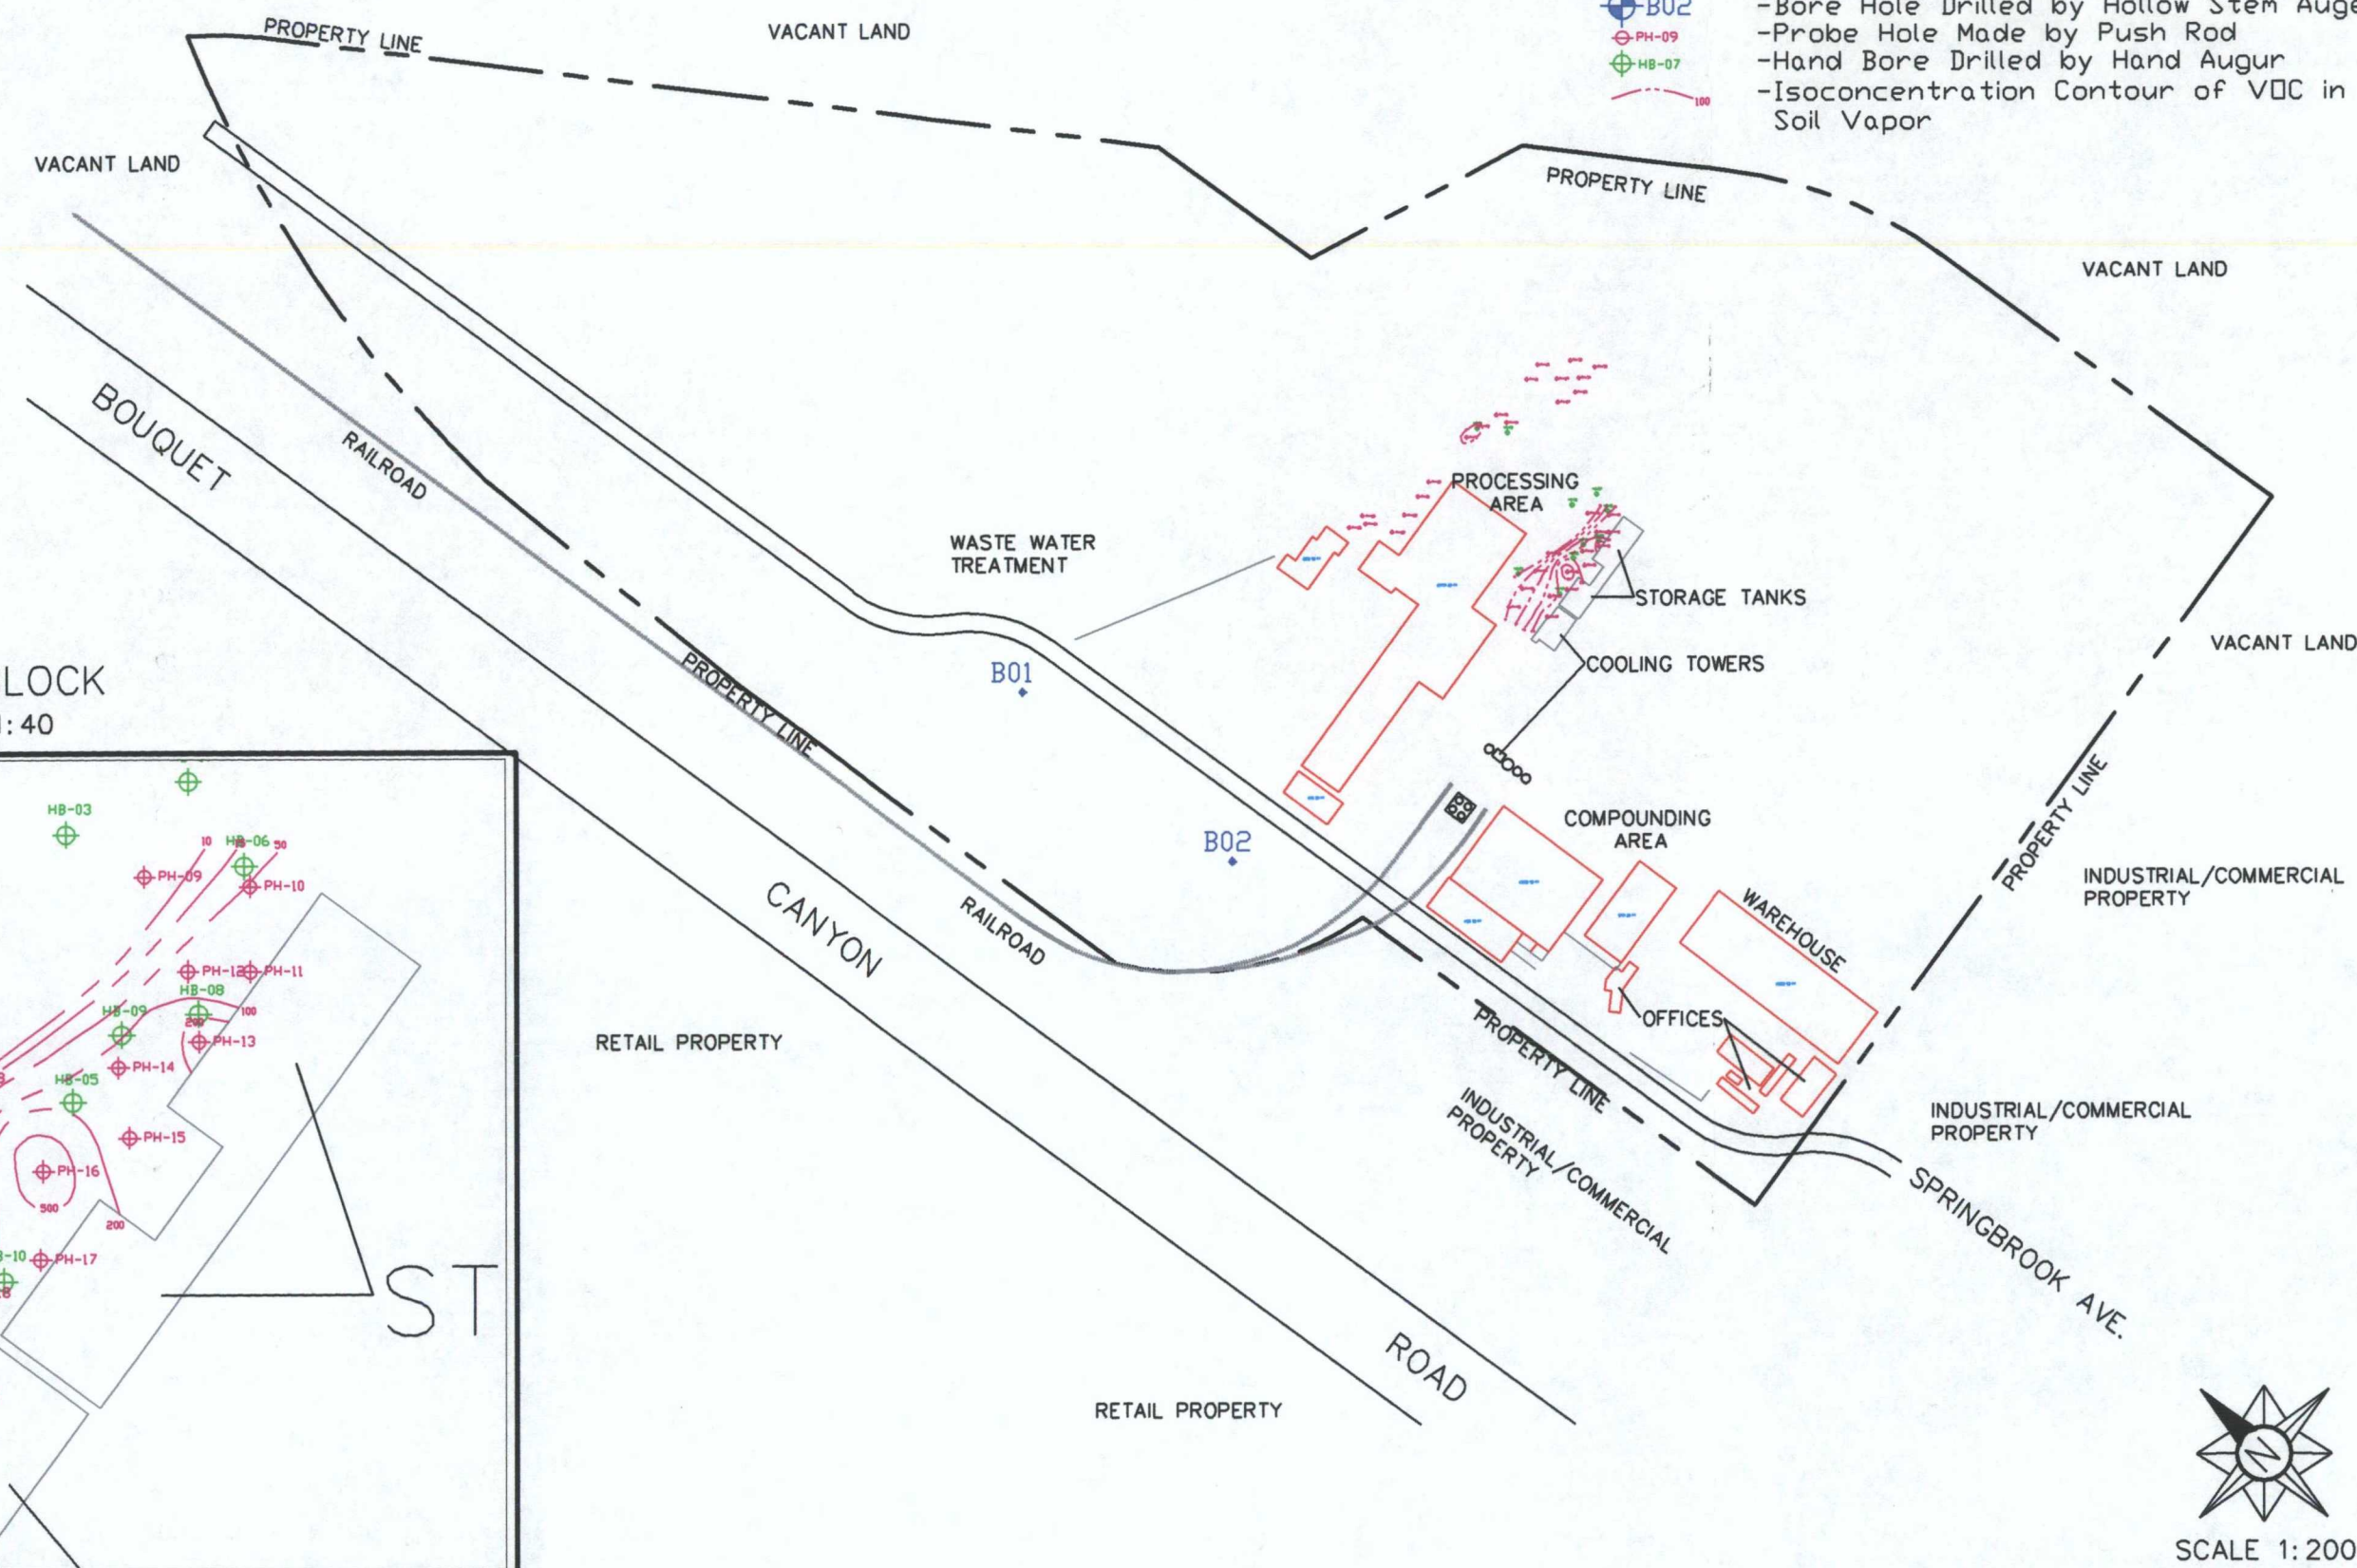 B02
-Bore Hole Drilled by Hollow Stem Auge
PH-09
-Probe Hole Made by Push Rod
HB-07
-Hand Bore Drilled by Hand Augur
100
-Isoconcentration Contour of VOC in
Soil Vapor
PROPERTY LINE
VACANT LAND
VACANT LAND
PROPERTY LINE
VACANT LAND
BOUQUET
RAILROAD
PROCESSING
AREA
WASTE WATER
TREATMENT
STORAGE TANKS
COOLING TOWERS
VACANT LAND
B01
PROPERTY LINE
B02
COMPOUNDING
AREA
PROPERTY LINE
INDUSTRIAL/COMMERCIAL
PROPERTY
WAREHOUSE
CANYON
RAILROAD
OFFICES
PROPERTY LINE
RETAIL PROPERTY
INDUSTRIAL/COMMERCIAL
PROPERTY
INDUSTRIAL/COMMERCIAL
PROPERTY
SPRINGBROOK AVE.
ROAD
RETAIL PROPERTY
N
SCALE 1:200
LOCK
1:40
HB-03
10
HB-06
50
PH-09
PH-10
PH-12
PH-11
HB-08
HB-09
100
200
PH-13
PH-14
HB-05
PH-15
PH-16
500
200
B-10
PH-17
ST